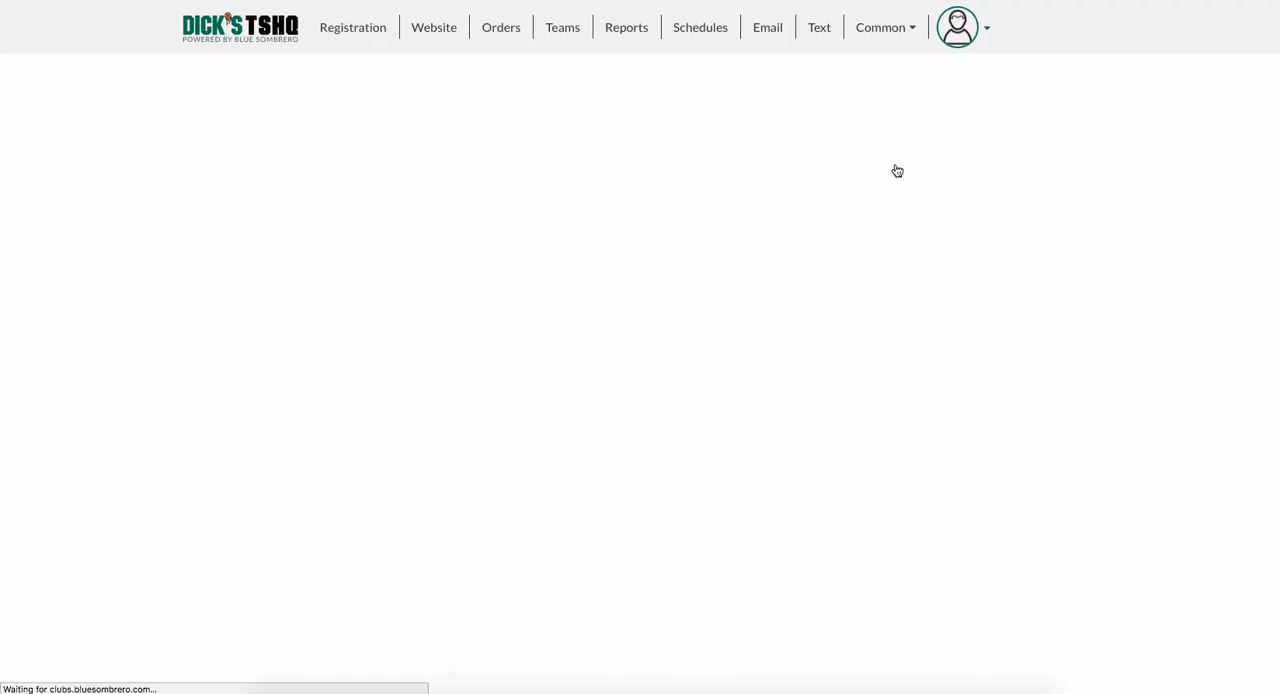 DICK'S TSHQ
POWERED BY BLUE SOMBRERO
Registration
Website
Orders
Teams
Reports
Schedules
Email
Text
Common
Waiting for clubs.bluesombrero.com...